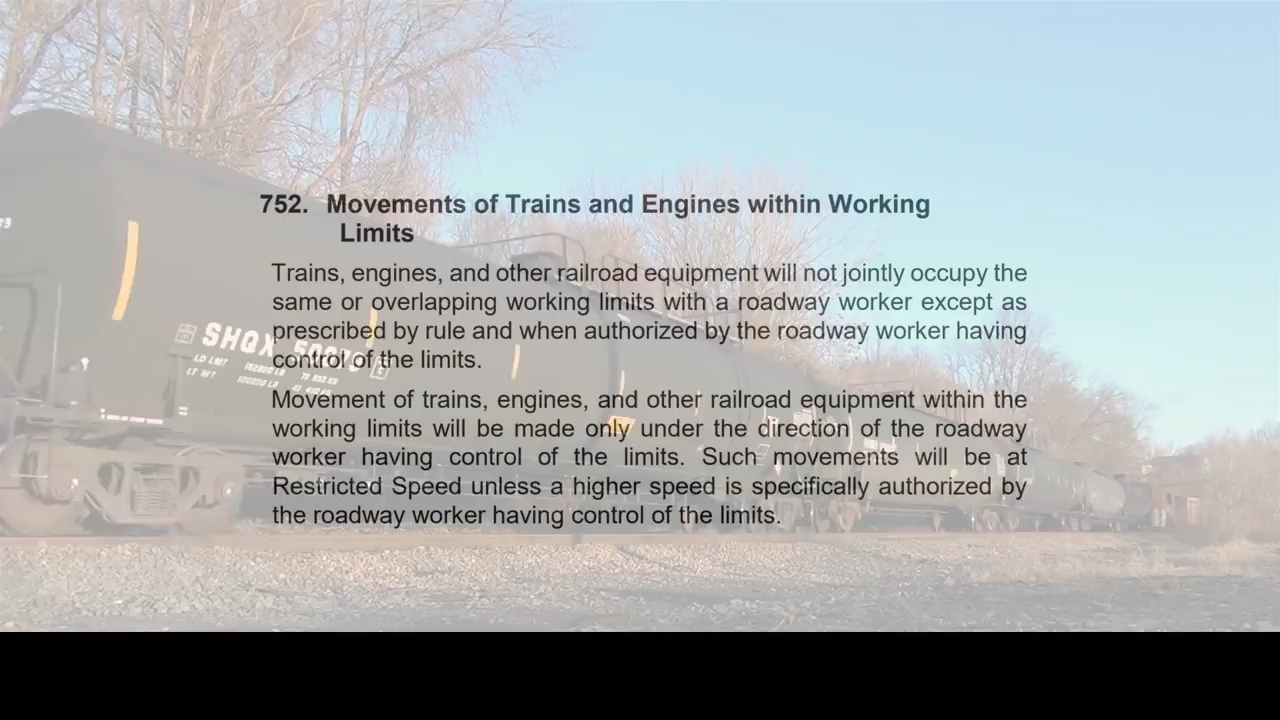 752. Movements of Trains and Engines within Working
Limits
Trains, engines, and other railroad equipment will not jointly occupy the
same or overlapping working limits with a roadway worker except as
prescribed by rule and when authorized by the roadway worker having
control of the limits.
Movement of trains, engines, and other railroad equipment within the
working limits will be made only under the direction of the roadway
worker having control of the limits. Such movements will be at
Restricted Speed unless a higher speed is specifically authorized by
the roadway worker having control of the limits.
SHQX
LD LMT
LT WT